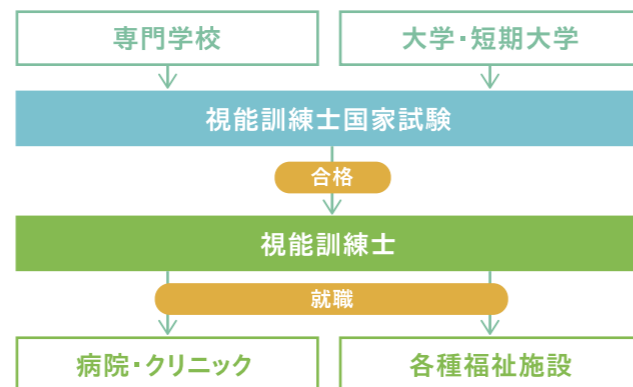 専門学校
大学・短期大学
視能訓練士国家試験
合格
視能訓練士
就職
病院・クリニック
各種福祉施設